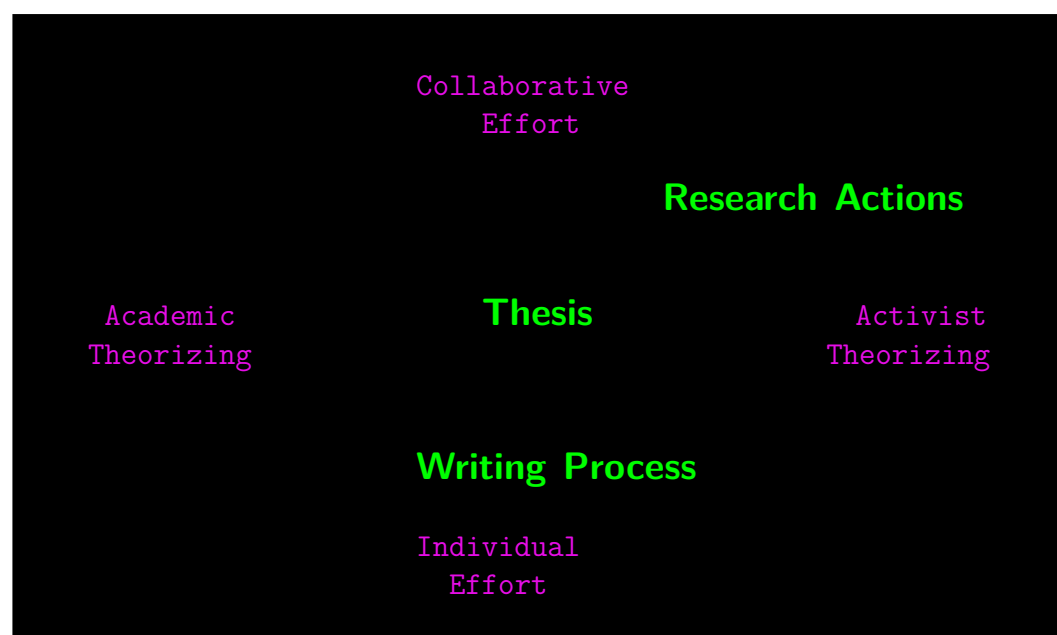 Collaborative
Effort
Research Actions
Academic
Theorizing
Thesis
Activist
Theorizing
Writing Process
Individual
Effort